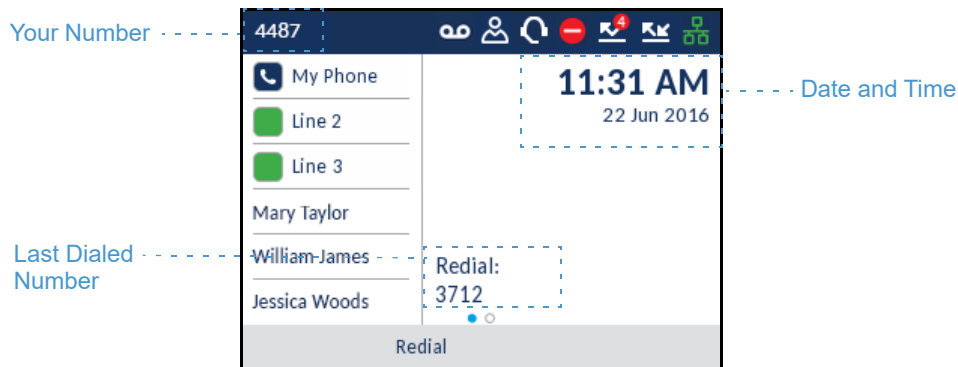 Your Number
4487
4
My Phone
11:31 AM
Date and Time
22 Jun 2016
Line 2
Line 3
Mary Taylor
William James
Last Dialed
Number
Redial:
3712
Jessica Woods
Redial